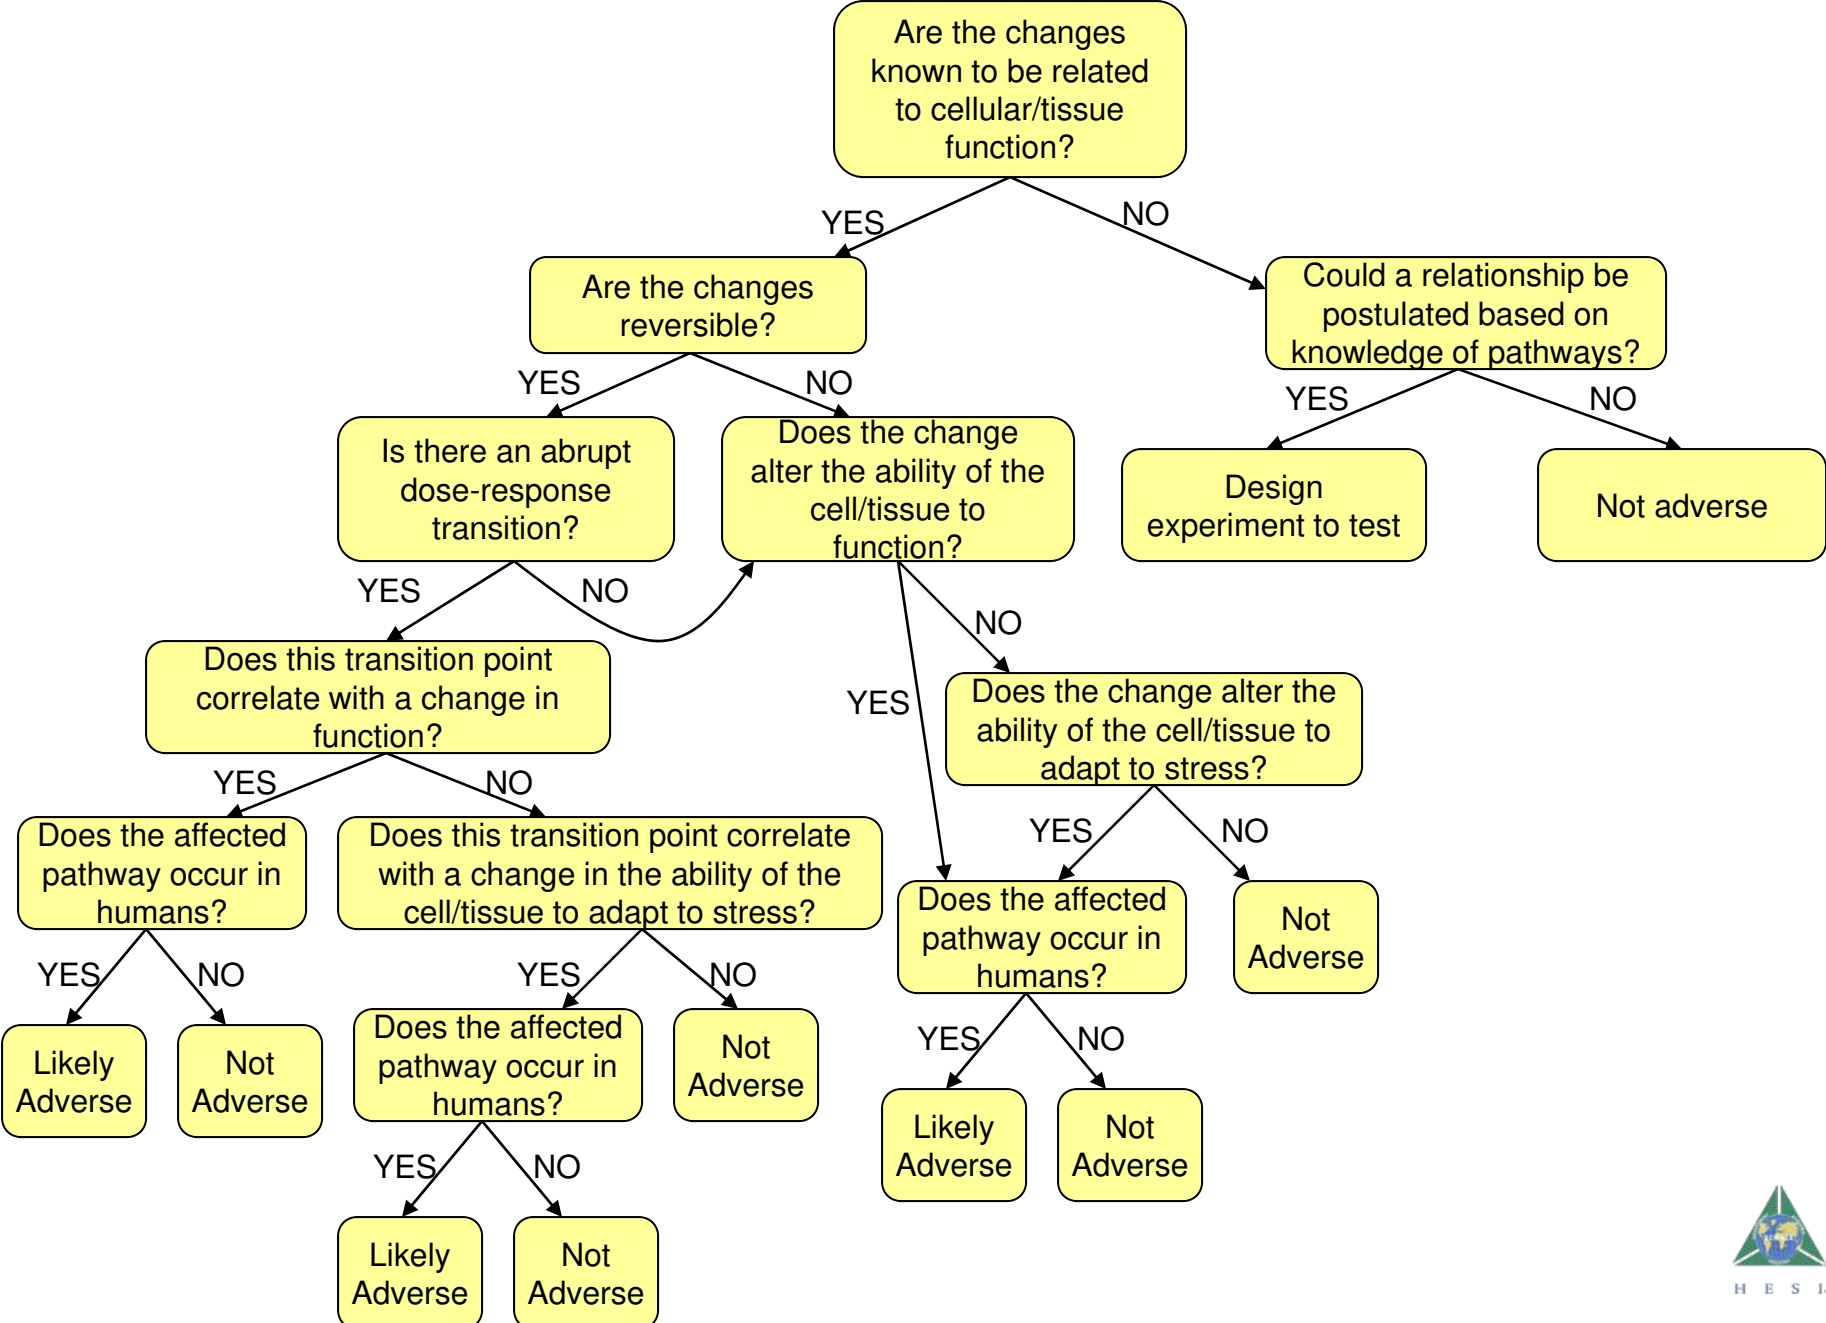 Are the changes
known to be related
to cellular/tissue
function?
YES
NO
Are the changes
reversible?
Could a relationship be
postulated based on
knowledge of pathways?
YES
NO
YES
NO
Is there an abrupt
dose-response
transition?
Does the change
alter the ability of the
cell/tissue to
function?
Design
experiment to test
Not adverse
YES
NO
NO
YES
Does this transition point
correlate with a change in
function?
Does the change alter the
ability of the cell/tissue to
adapt to stress?
YES
NO
YES
NO
Does the affected
pathway occur in
humans?
Does this transition point correlate
with a change in the ability of the
cell/tissue to adapt to stress?
Does the affected
pathway occur in
humans?
Not
Adverse
YES
NO
YES
NO
YES
NO
Likely
Adverse
Not
Adverse
Does the affected
pathway occur in
humans?
Not
Adverse
Likely
Adverse
Not
Adverse
YES
NO
Likely
Adverse
Not
Adverse
H E S I